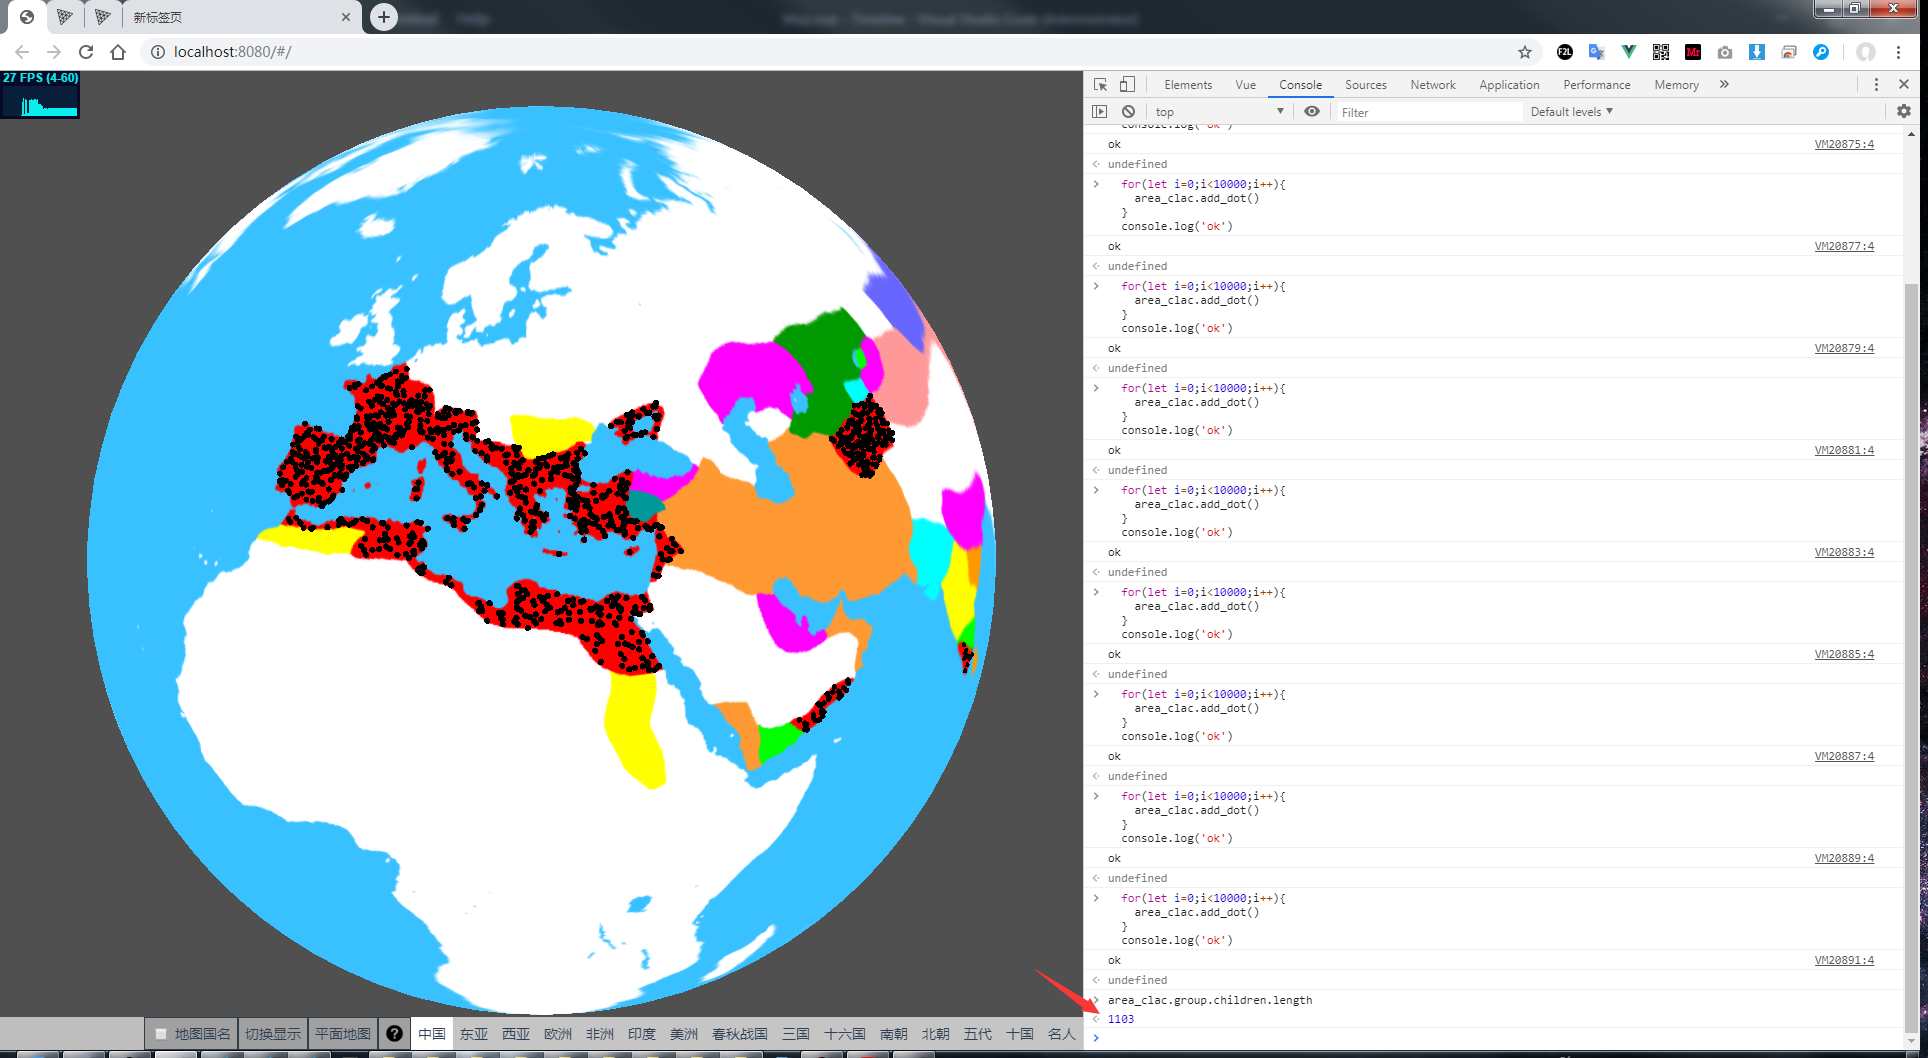 新标签页
Help
localhost:8080/#/
27 FPS (4-60)
Elements Vue Console Sources Network Application Performance Memory
top Filter Default levels
console.log('ok')
ok VM20875:4
undefined
for(let i=0;i<10000;i++){
area_clac.add_dot()
}
console.log('ok')
ok VM20877:4
undefined
for(let i=0;i<10000;i++){
area_clac.add_dot()
}
console.log('ok')
ok VM20879:4
undefined
for(let i=0;i<10000;i++){
area_clac.add_dot()
}
console.log('ok')
ok VM20881:4
undefined
for(let i=0;i<10000;i++){
area_clac.add_dot()
}
console.log('ok')
ok VM20883:4
undefined
for(let i=0;i<10000;i++){
area_clac.add_dot()
}
console.log('ok')
ok VM20885:4
undefined
for(let i=0;i<10000;i++){
area_clac.add_dot()
}
console.log('ok')
ok VM20887:4
undefined
for(let i=0;i<10000;i++){
area_clac.add_dot()
}
console.log('ok')
ok VM20889:4
undefined
for(let i=0;i<10000;i++){
area_clac.add_dot()
}
console.log('ok')
ok VM20891:4
undefined
area_clac.group.children.length
1103
地图国名 切换显示 平面地图 ? 中国 东亚 西亚 欧洲 非洲 印度 美洲 春秋战国 三国 十六国 南朝 北朝 五代 十国 名人